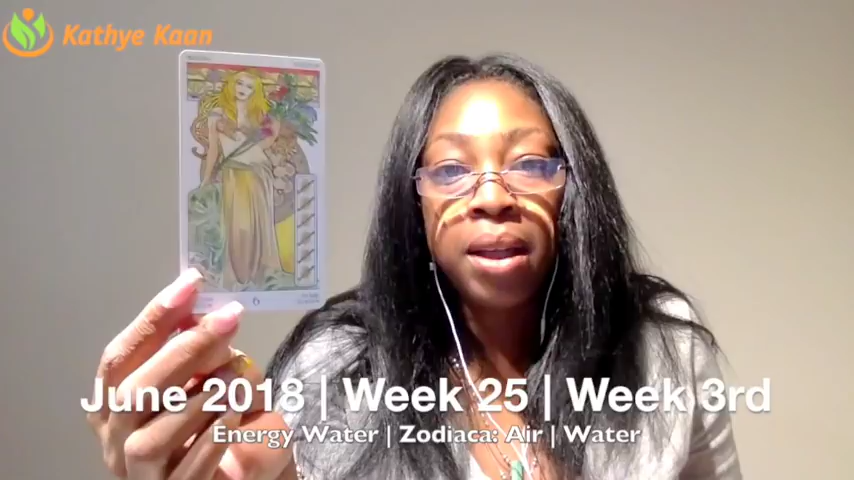 Kathye Kaan
June 2018 | Week 25 | Week 3rd
Energy Water | Zodiaca: Air | Water